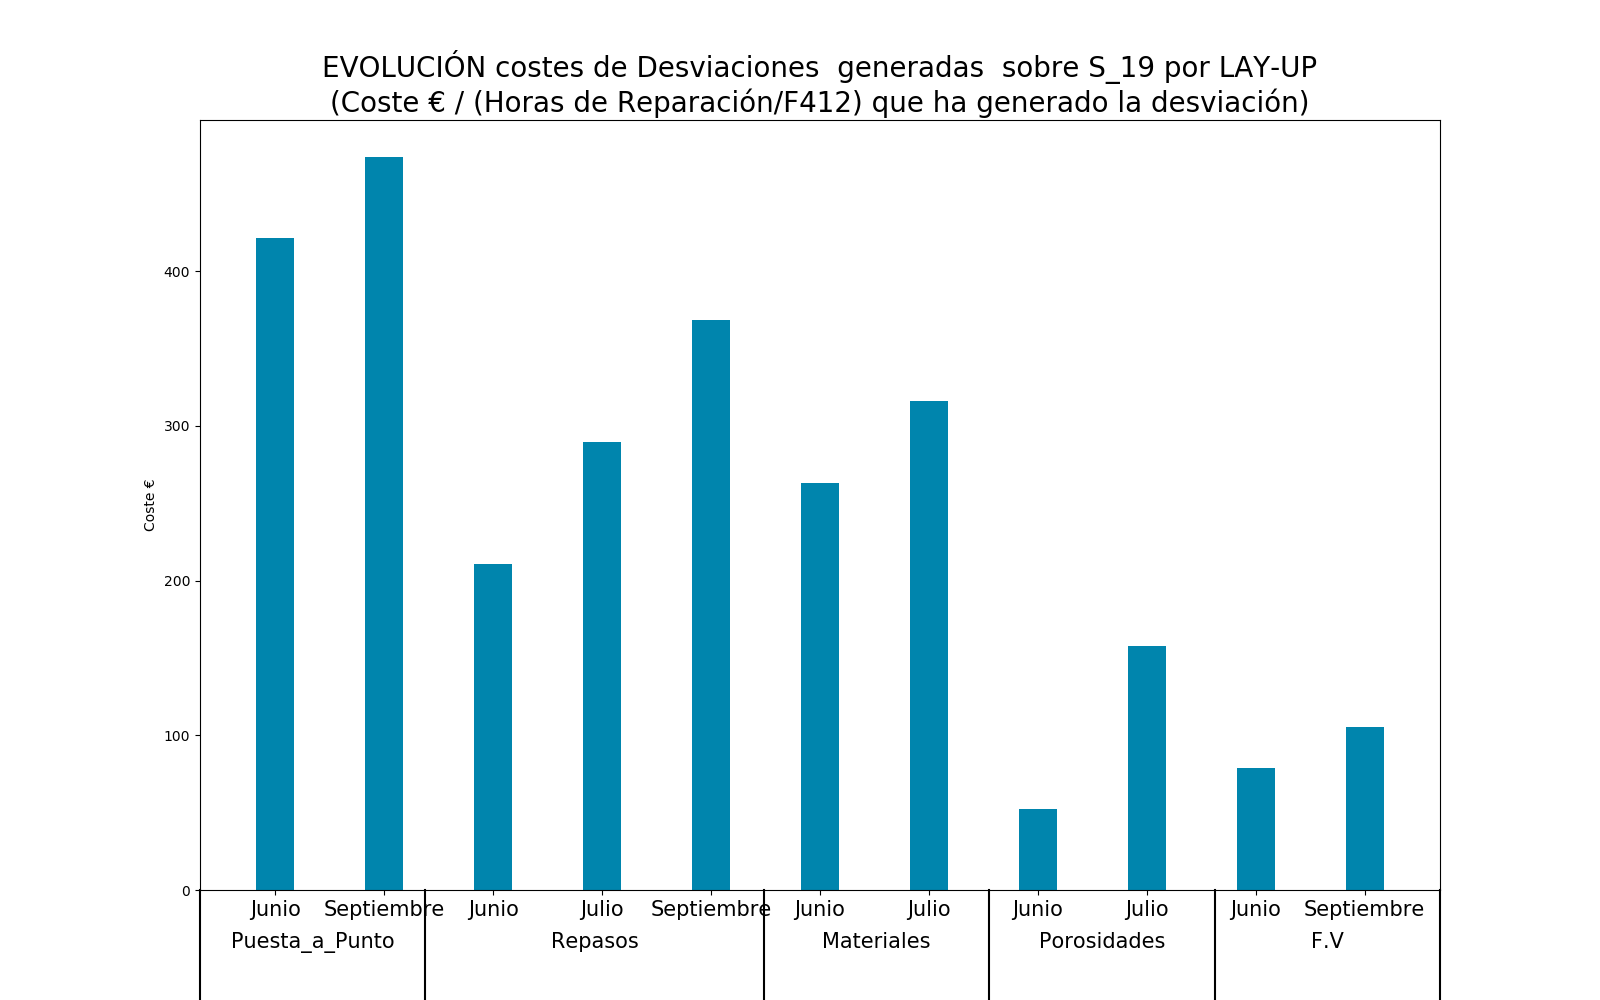 EVOLUCIÓN costes de Desviaciones  generadas  sobre S_19 por LAY-UP
(Coste € / (Horas de Reparación/F412) que ha generado la desviación)
400
300
Coste €
200
100
0
Junio Septiembre Junio Julio Septiembre Junio Julio Junio Julio Junio Septiembre
Puesta_a_Punto Repasos Materiales Porosidades F.V